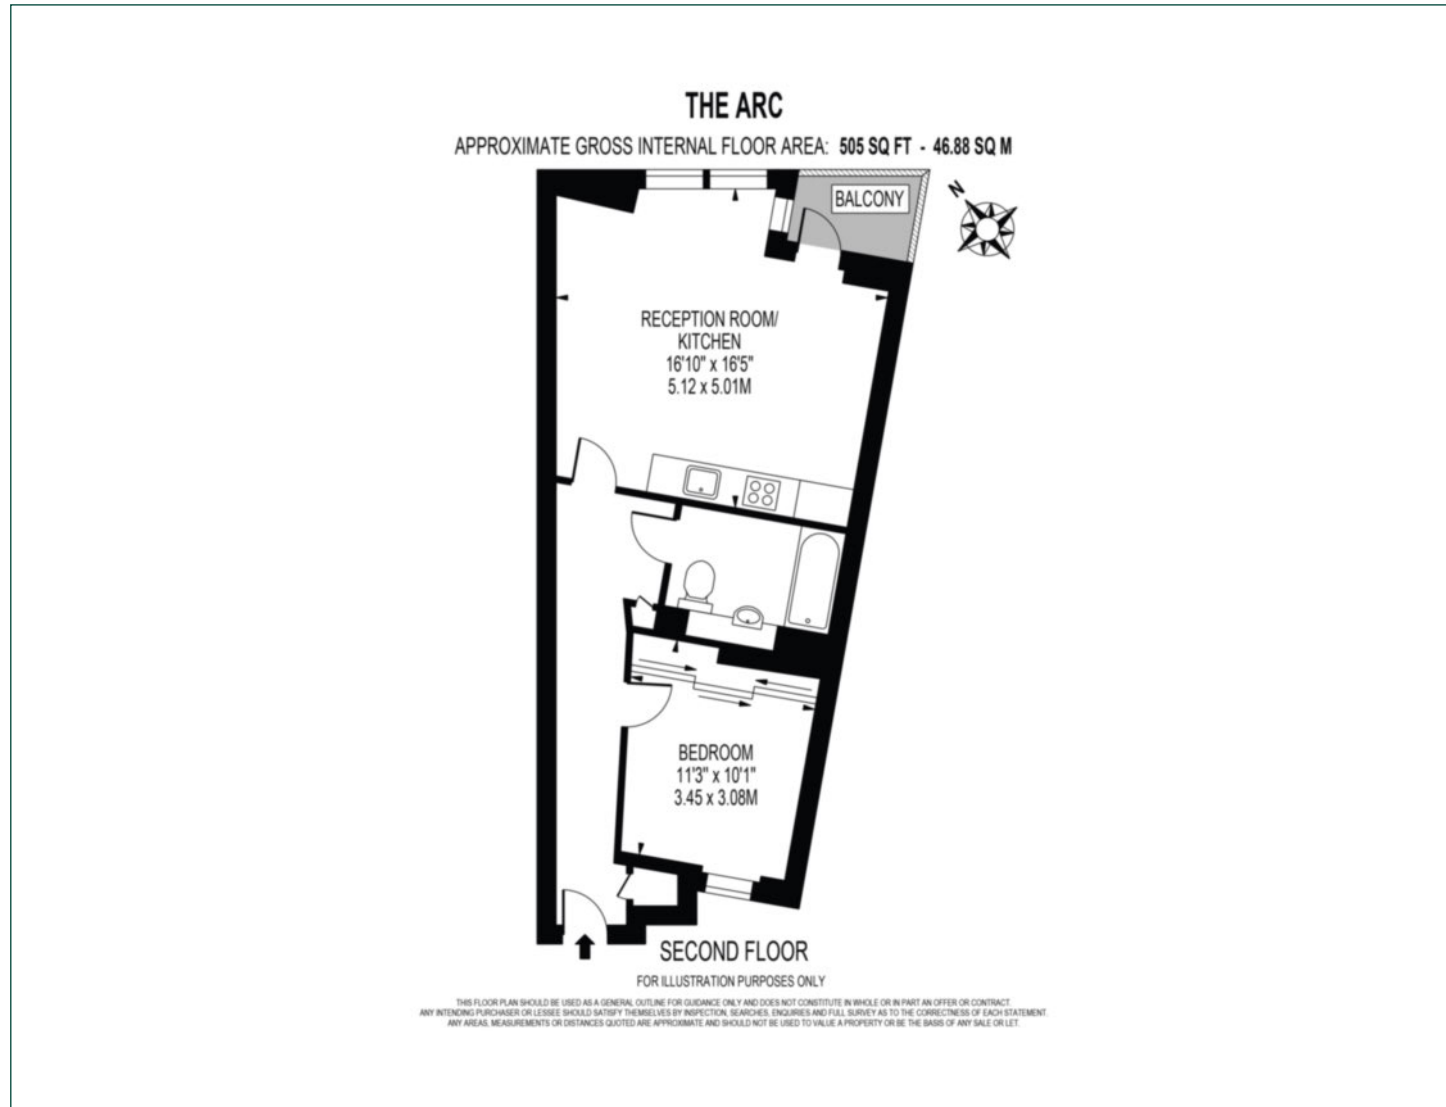 THE ARC
APPROXIMATE GROSS INTERNAL FLOOR AREA: 505 SQ FT - 46.88 SQ M
BALCONY
N
RECEPTION ROOM/
KITCHEN
16'10" x 16'5"
5.12 x 5.01M
BEDROOM
11'3" x 10'1"
3.45 x 3.08M
SECOND FLOOR
FOR ILLUSTRATION PURPOSES ONLY
THIS FLOOR PLAN SHOULD BE USED AS A GENERAL OUTLINE FOR GUIDANCE ONLY AND DOES NOT CONSTITUTE IN WHOLE OR IN PART AN OFFER OR CONTRACT.
ANY INTENDING PURCHASER OR LESSEE SHOULD SATISFY THEMSELVES BY INSPECTION, SEARCHES, ENQUIRIES AND FULL SURVEY AS TO THE CORRECTNESS OF EACH STATEMENT.
ANY AREAS, MEASUREMENTS OR DISTANCES QUOTED ARE APPROXIMATE AND SHOULD NOT BE USED TO VALUE A PROPERTY OR BE THE BASIS OF ANY SALE OR LET.